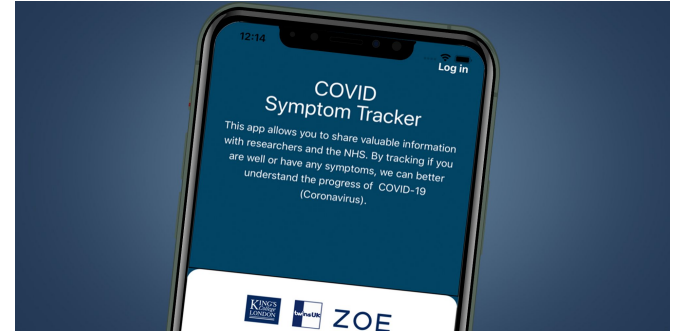 12:14
Log in
COVID
Symptom Tracker
This app allows you to share valuable information
with researchers and the NHS. By tracking if you
are well or have any symptoms, we can better
understand the progress of COVID-19
(Coronavirus).
KING'S
College
LONDON
twinsUK
ZOE